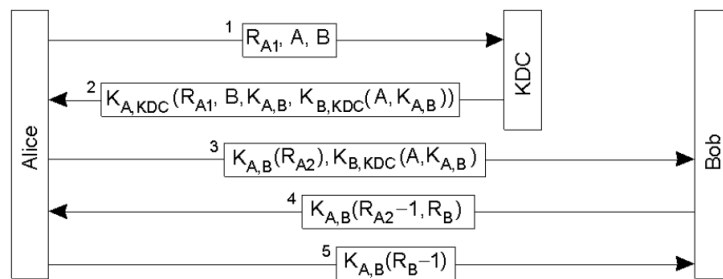 1
R_A1, A, B
KDC
2
K_A,KDC(R_A1, B,K_A,B, K_B,KDC(A,K_A,B))
Alice
3
K_A,B(R_A2),K_B,KDC(A,K_A,B)
Bob
4
K_A,B(R_A2−1,R_B)
5
K_A,B(R_B−1)